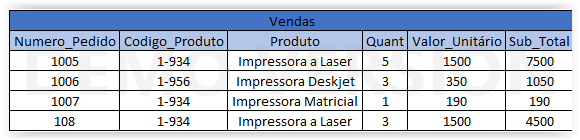 Vendas
Numero_Pedido Codigo_Produto Produto Quant Valor_Unitário Sub_Total
1005 1-934 Impressora a Laser 5 1500 7500
1006 1-956 Impressora Deskjet 3 350 1050
1007 1-934 Impressora Matricial 1 190 190
108 1-934 Impressora a Laser 3 1500 4500